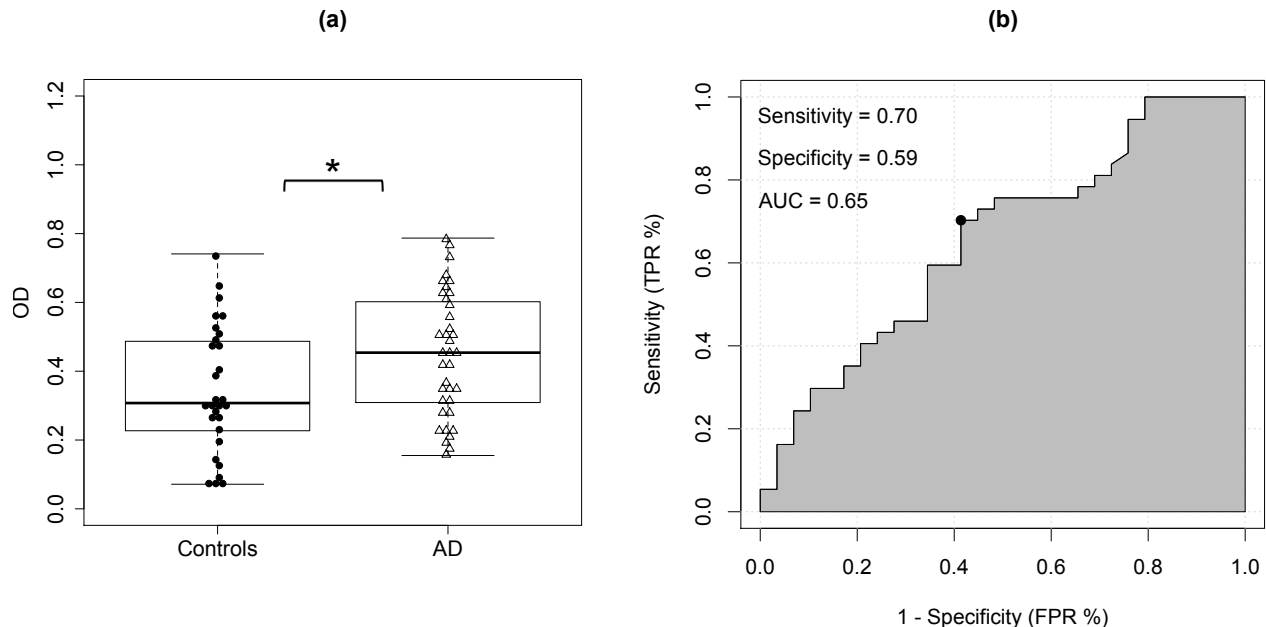 (a)
OD
1.2
1.0
0.8
0.6
0.4
0.2
0.0
*
Controls
AD
(b)
Sensitivity (TPR %)
1.0
0.8
0.6
0.4
0.2
0.0
Sensitivity = 0.70
Specificity = 0.59
AUC = 0.65
0.0
0.2
0.4
0.6
0.8
1.0
1 - Specificity (FPR %)